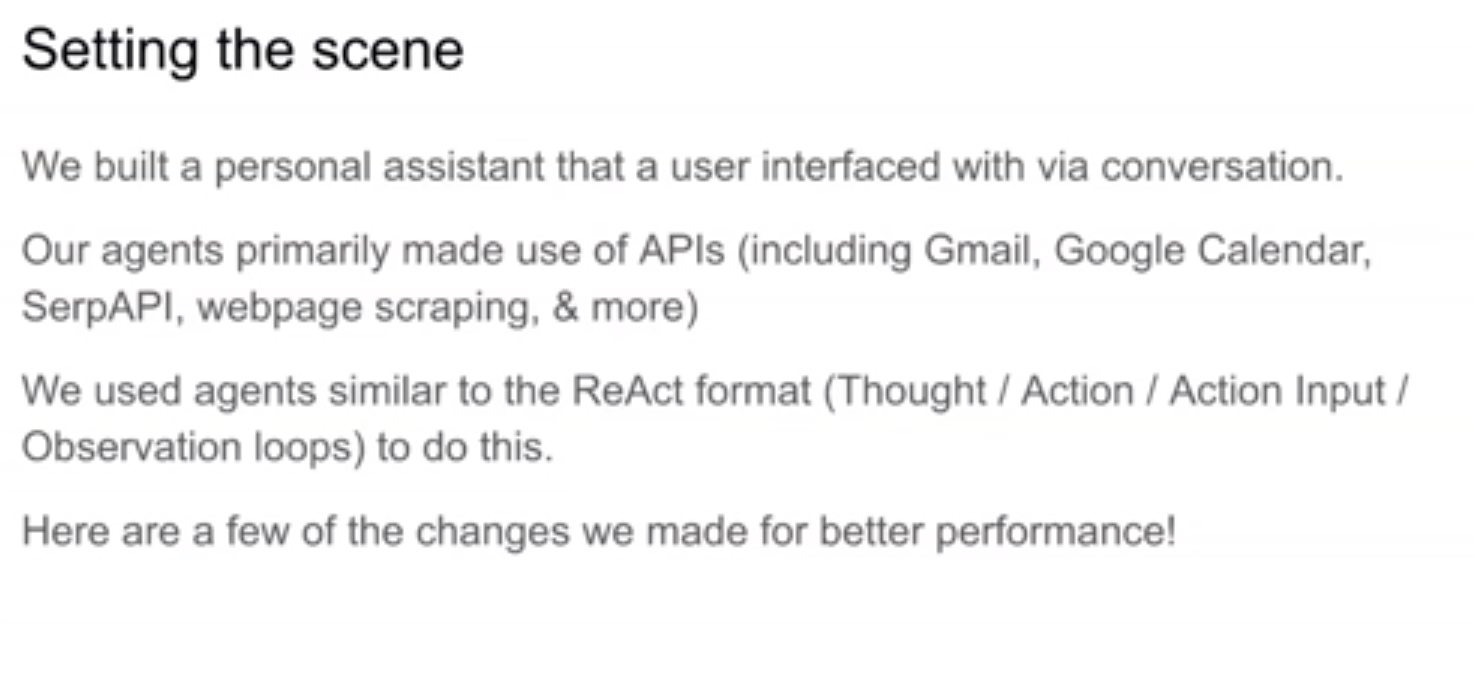 Setting the scene
We built a personal assistant that a user interfaced with via conversation.
Our agents primarily made use of APIs (including Gmail, Google Calendar,
SerpAPI, webpage scraping, & more)
We used agents similar to the ReAct format (Thought / Action / Action Input /
Observation loops) to do this.
Here are a few of the changes we made for better performance!